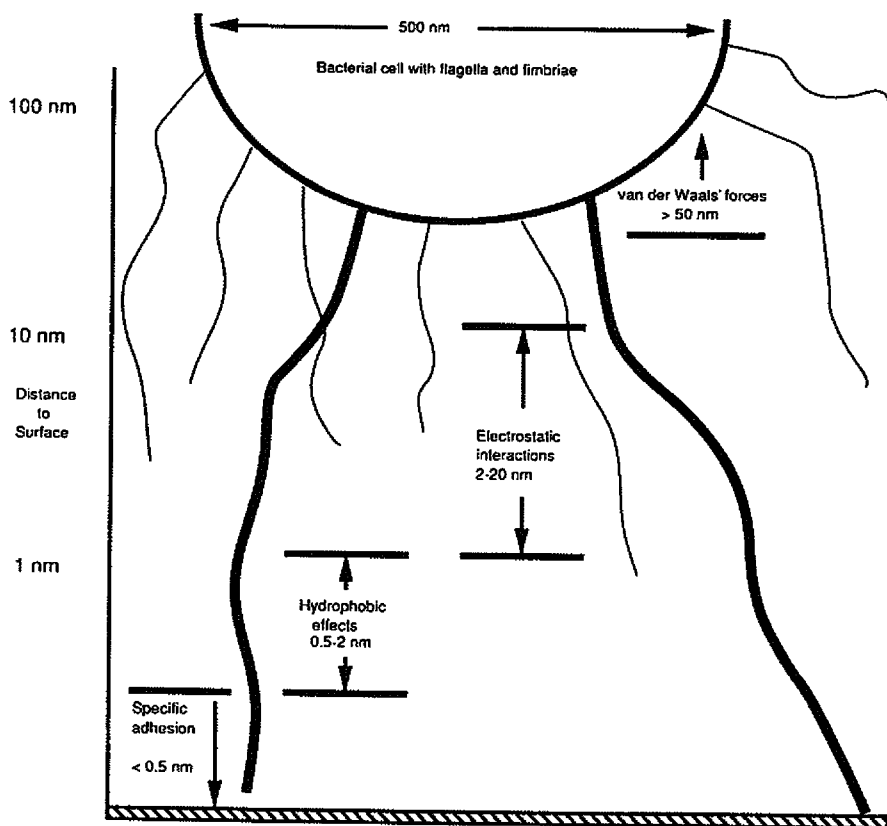 500 nm
Bacterial cell with flagella and fimbriae
100 nm
van der Waals' forces
> 50 nm
10 nm
Distance
to
Surface
Electrostatic
interactions
2-20 nm
1 nm
Hydrophobic
effects
0.5-2 nm
Specific
adhesion
< 0.5 nm